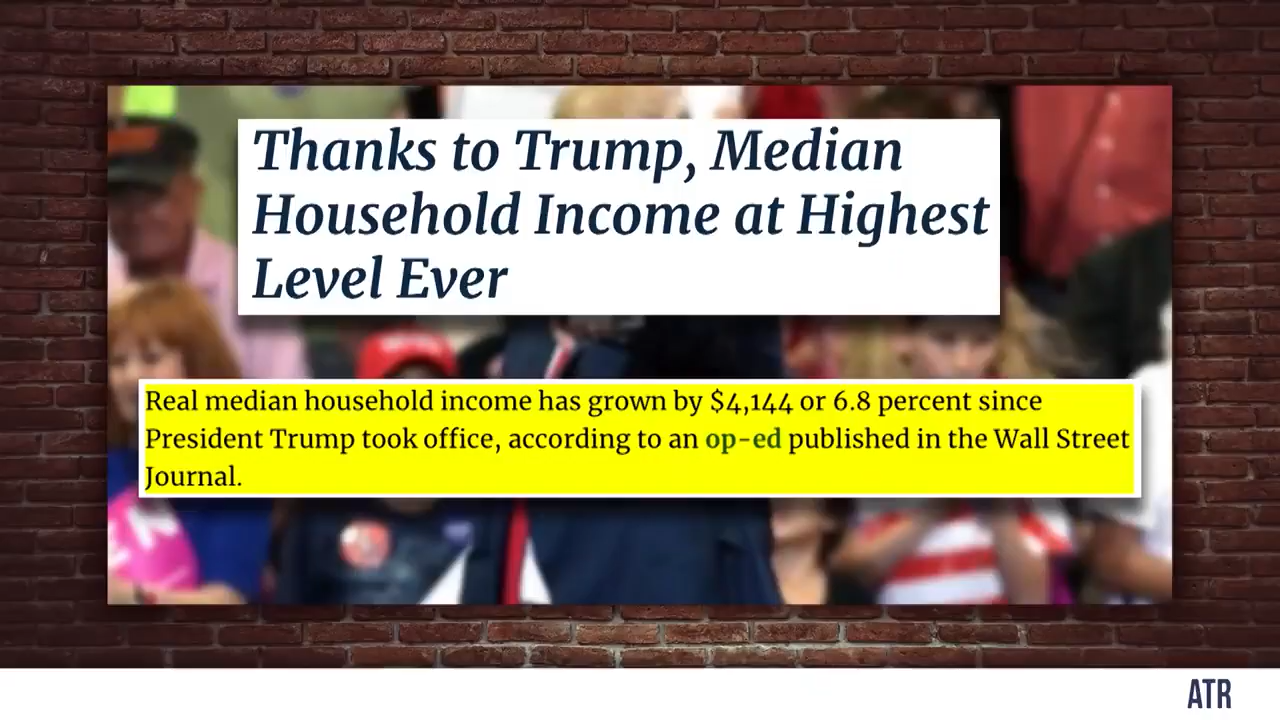 Thanks to Trump, Median
Household Income at Highest
Level Ever
Real median household income has grown by $4,144 or 6.8 percent since
President Trump took office, according to an op-ed published in the Wall Street
Journal.
ATR